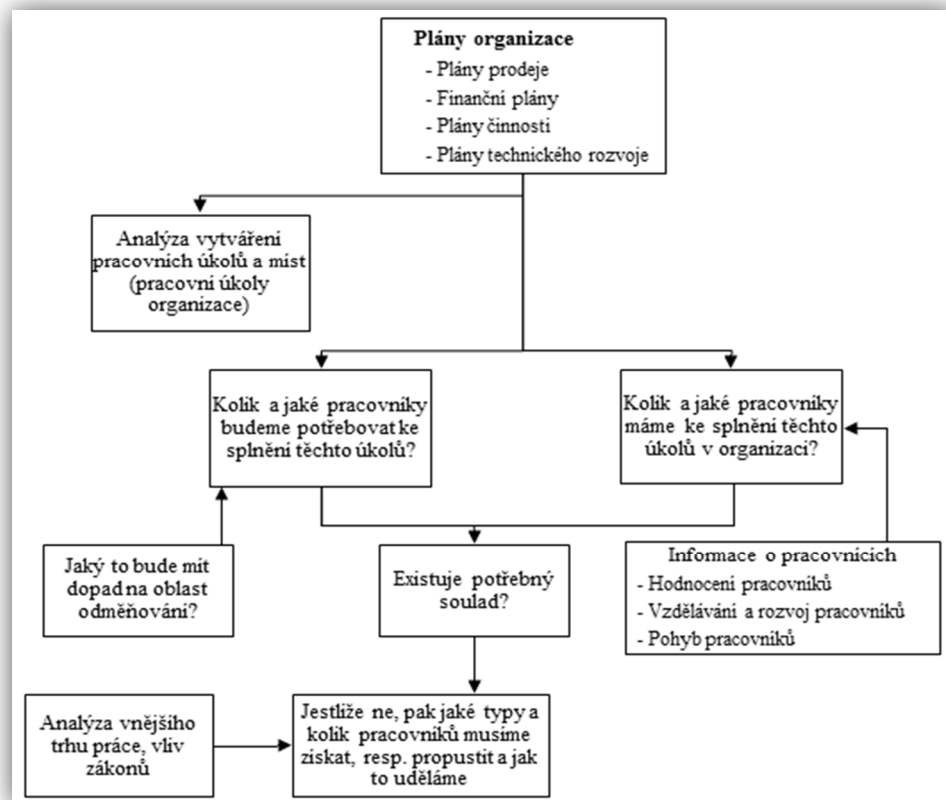 Plány organizace
- Plány prodeje
- Finanční plány
- Plány činností
- Plány technického rozvoje
Analýza vytváření
pracovních úkolů a míst
(pracovní úkoly
organizace)
Kolik a jaké pracovníky
budeme potřebovat ke
splnění těchto úkolů?
Kolik a jaké pracovníky
máme ke splnění těchto
úkolů v organizaci?
Jaký to bude mít
dopad na oblast
odměňování?
Existuje potřebný
soulad?
Informace o pracovnících
- Hodnocení pracovníků
- Vzdělávání a rozvoj pracovníků
- Pohyb pracovníků
Analýza vnějšího
trhu práce, vliv
zákonů
Jestliže ne, pak jaké typy a
kolik pracovníků musíme
získat, resp. propustit a jak
to uděláme